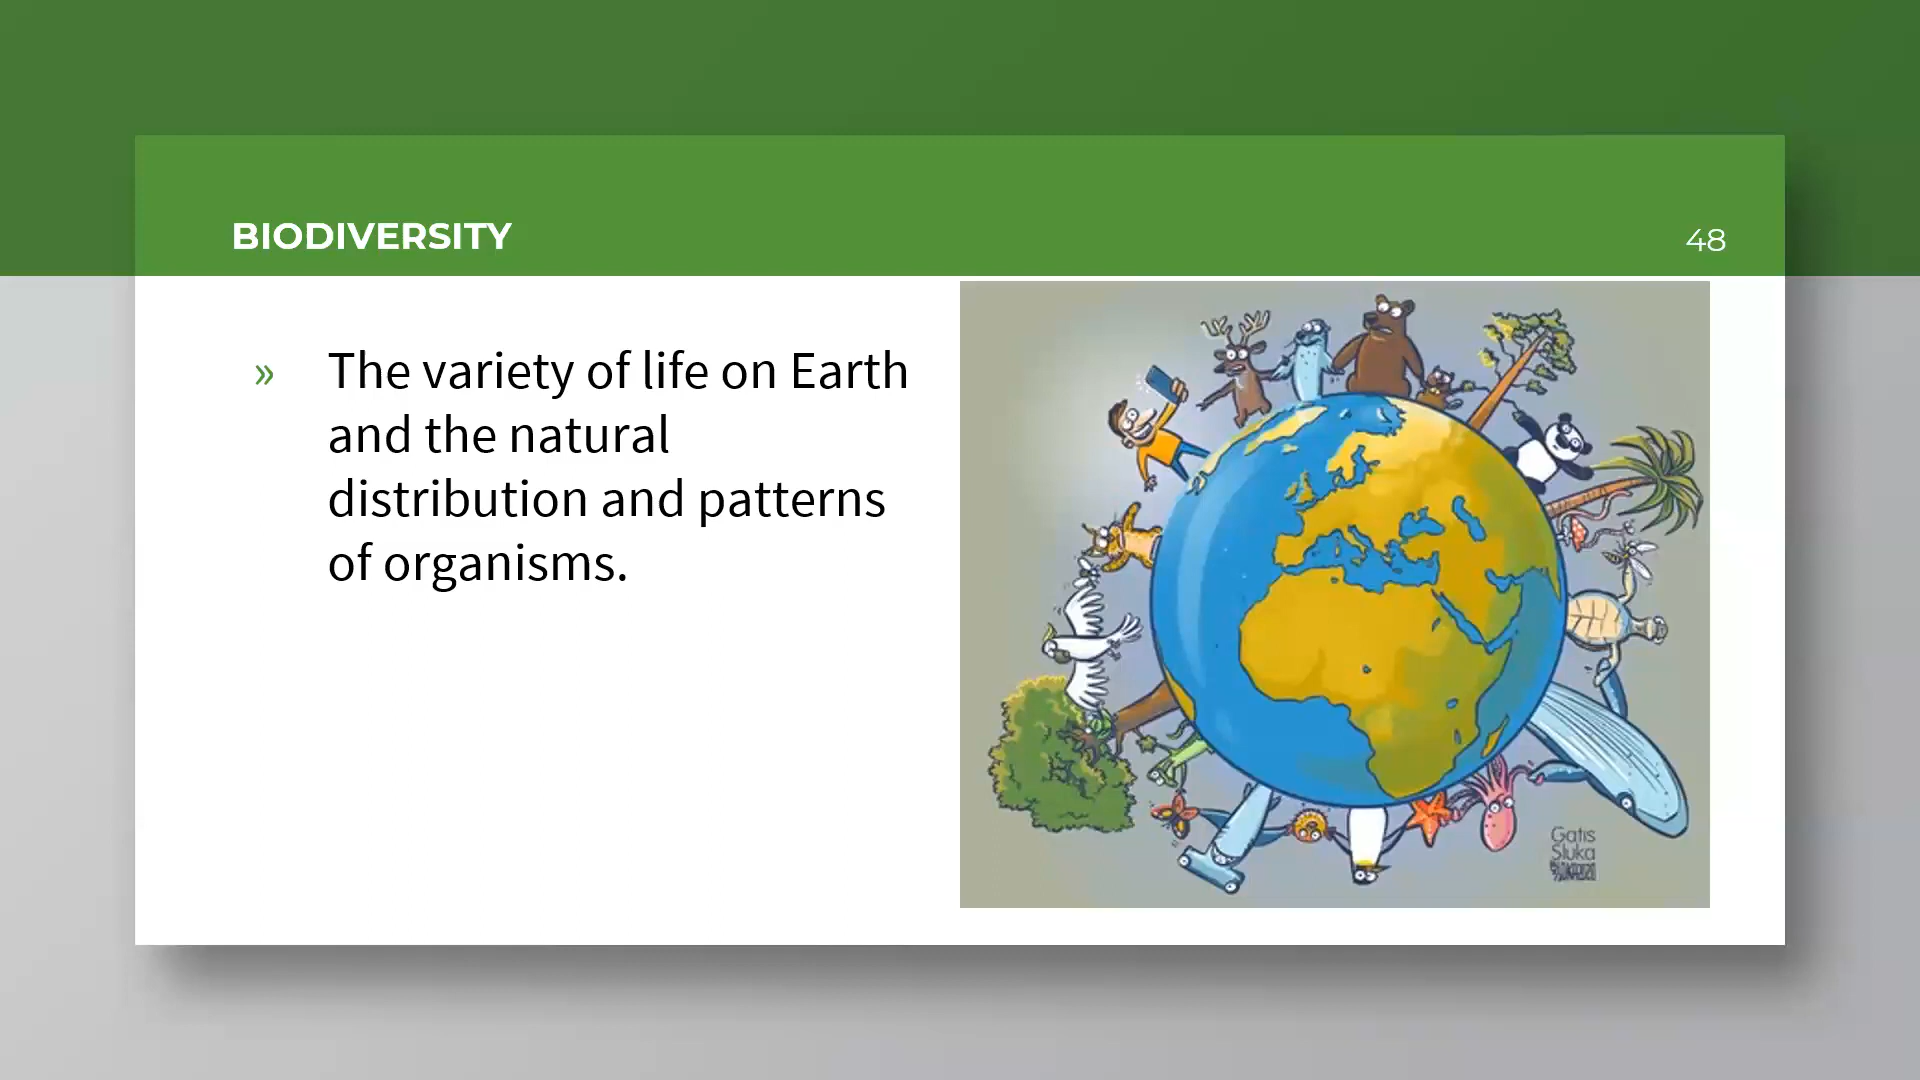 BIODIVERSITY
48
» The variety of life on Earth
and the natural
distribution and patterns
of organisms.
Gatis
Sluka